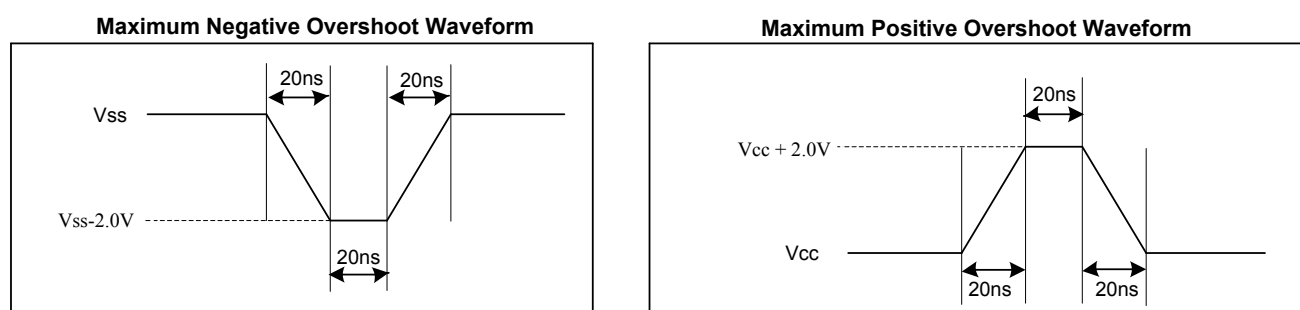 Maximum Negative Overshoot Waveform
20ns
20ns
Vss
Vss-2.0V
20ns
Maximum Positive Overshoot Waveform
20ns
Vcc + 2.0V
Vcc
20ns
20ns